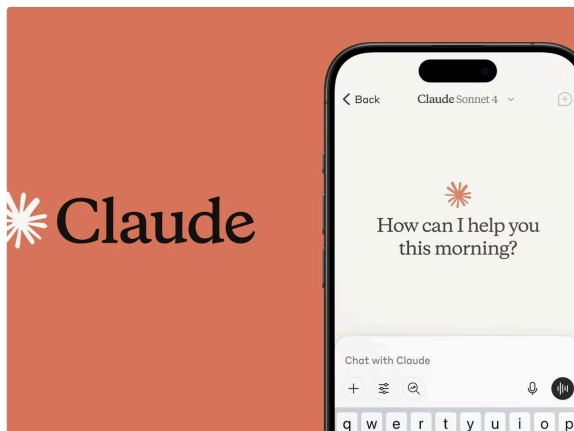 Claude
Back
Claude Sonnet 4
How can I help you
this morning?
Chat with Claude
q w e r t y u i o p